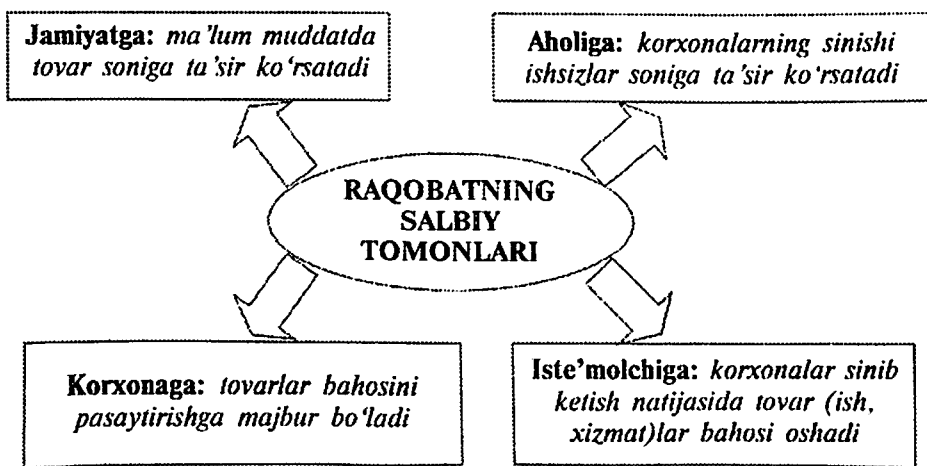 Jamiyatga: ma'lum muddatda
tovar soniga ta'sir ko'rsatadi
Aholiga: korxonalarning sinishi
ishsizlar soniga ta'sir ko'rsatadi
RAQOBATNING
SALBIY
TOMONLARI
Korxonaga: tovarlar bahosini
pasaytirishga majbur bo'ladi
Iste'molchiga: korxonalar sinib
ketish natijasida tovar (ish,
xizmat)lar bahosi oshadi